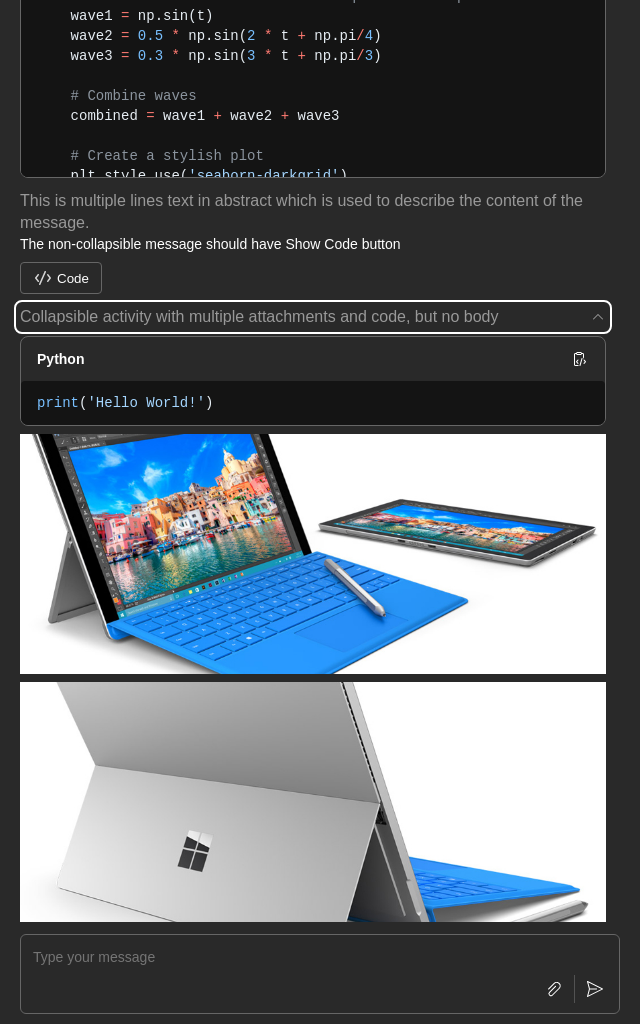 wave1 = np.sin(t)
wave2 = 0.5 * np.sin(2 * t + np.pi/4)
wave3 = 0.3 * np.sin(3 * t + np.pi/3)
# Combine waves
combined = wave1 + wave2 + wave3
# Create a stylish plot
plt.style.use('seaborn-darkgrid')
This is multiple lines text in abstract which is used to describe the content of the
message.
The non-collapsible message should have Show Code button
Code
Collapsible activity with multiple attachments and code, but no body
Python
print('Hello World!')
Type your message